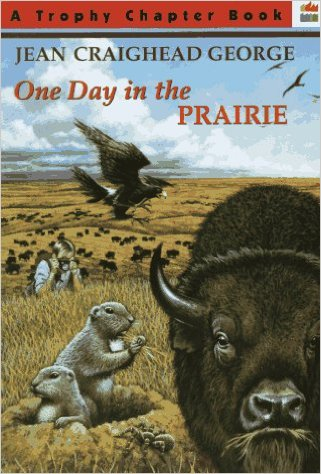 A Trophy Chapter Book
JEAN CRAIGHEAD GEORGE
One Day in the
PRAIRIE